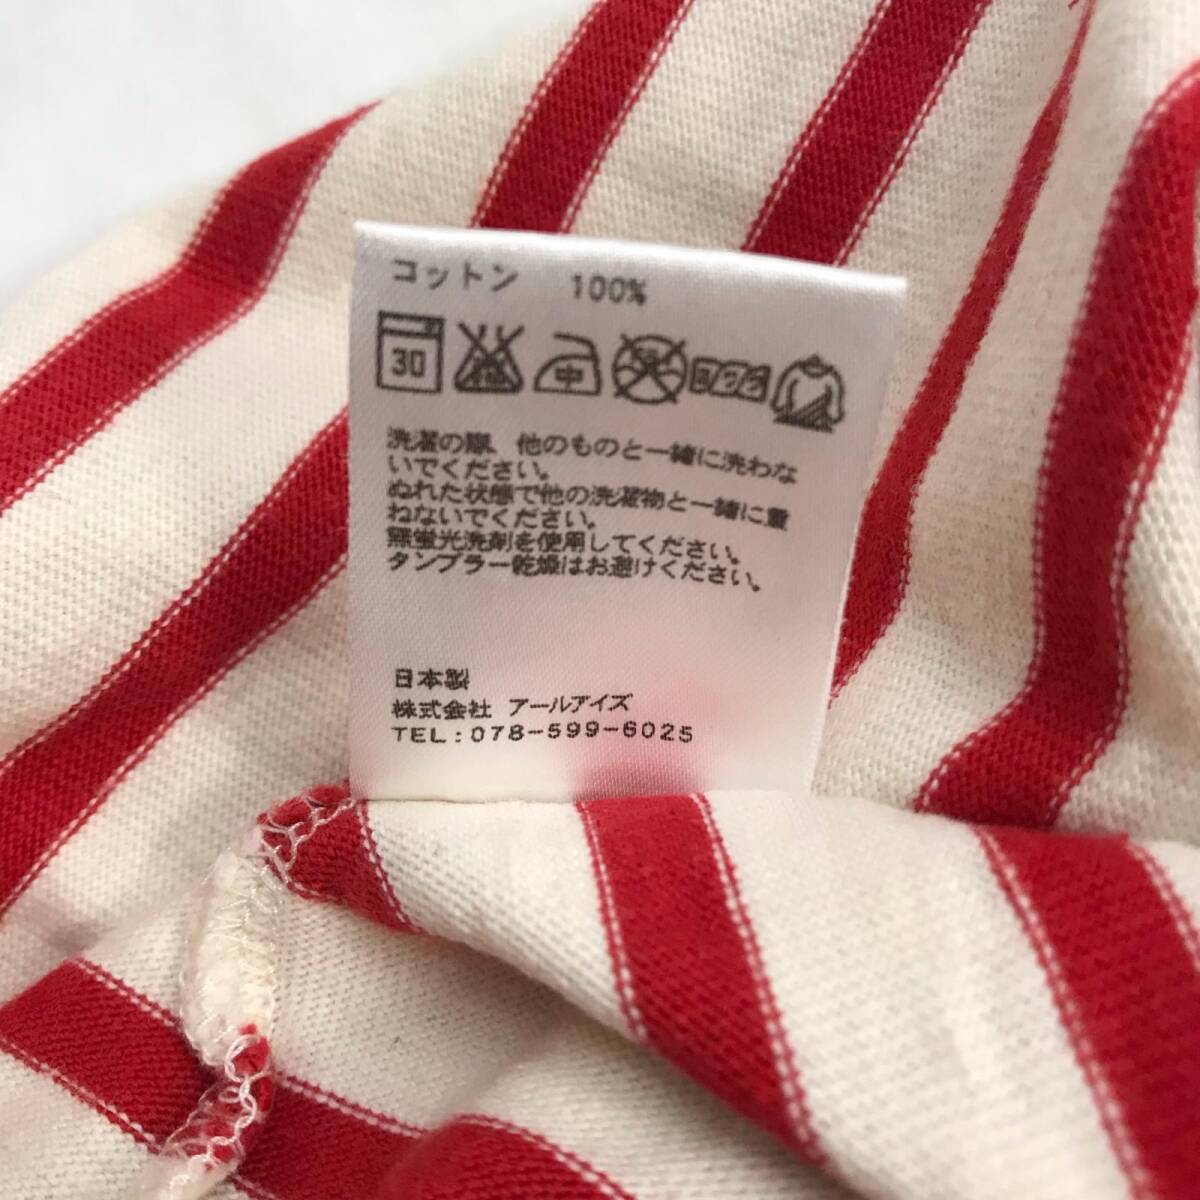 コットン 100%
30
中
洗濯の際、他のものと一緒に洗わな
いでください。
ぬれた状態で他の洗濯物と一緒に重
ねないでください。
無蛍光洗剤を使用してください。
タンブラー乾燥はお避けください。
日本製
株式会社 アールアイズ
TEL:078-599-6025